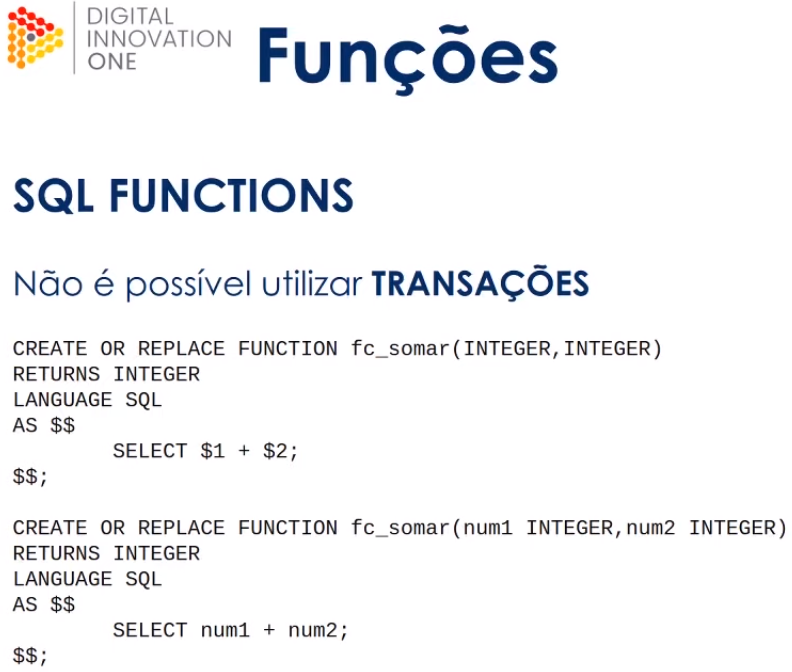 DIGITAL
INNOVATION
ONE
Funções
SQL FUNCTIONS
Não é possível utilizar TRANSAÇÕES
CREATE OR REPLACE FUNCTION fc_somar(INTEGER,INTEGER)
RETURNS INTEGER
LANGUAGE SQL
AS $$
SELECT $1 + $2;
$$;
CREATE OR REPLACE FUNCTION fc_somar(num1 INTEGER,num2 INTEGER)
RETURNS INTEGER
LANGUAGE SQL
AS $$
SELECT num1 + num2;
$$;